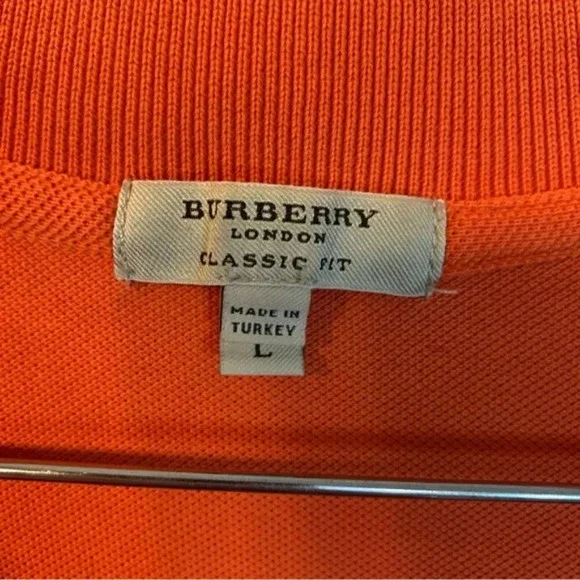 BURBERRY
LONDON
CLASSIC FIT
MADE IN
TURKEY
L